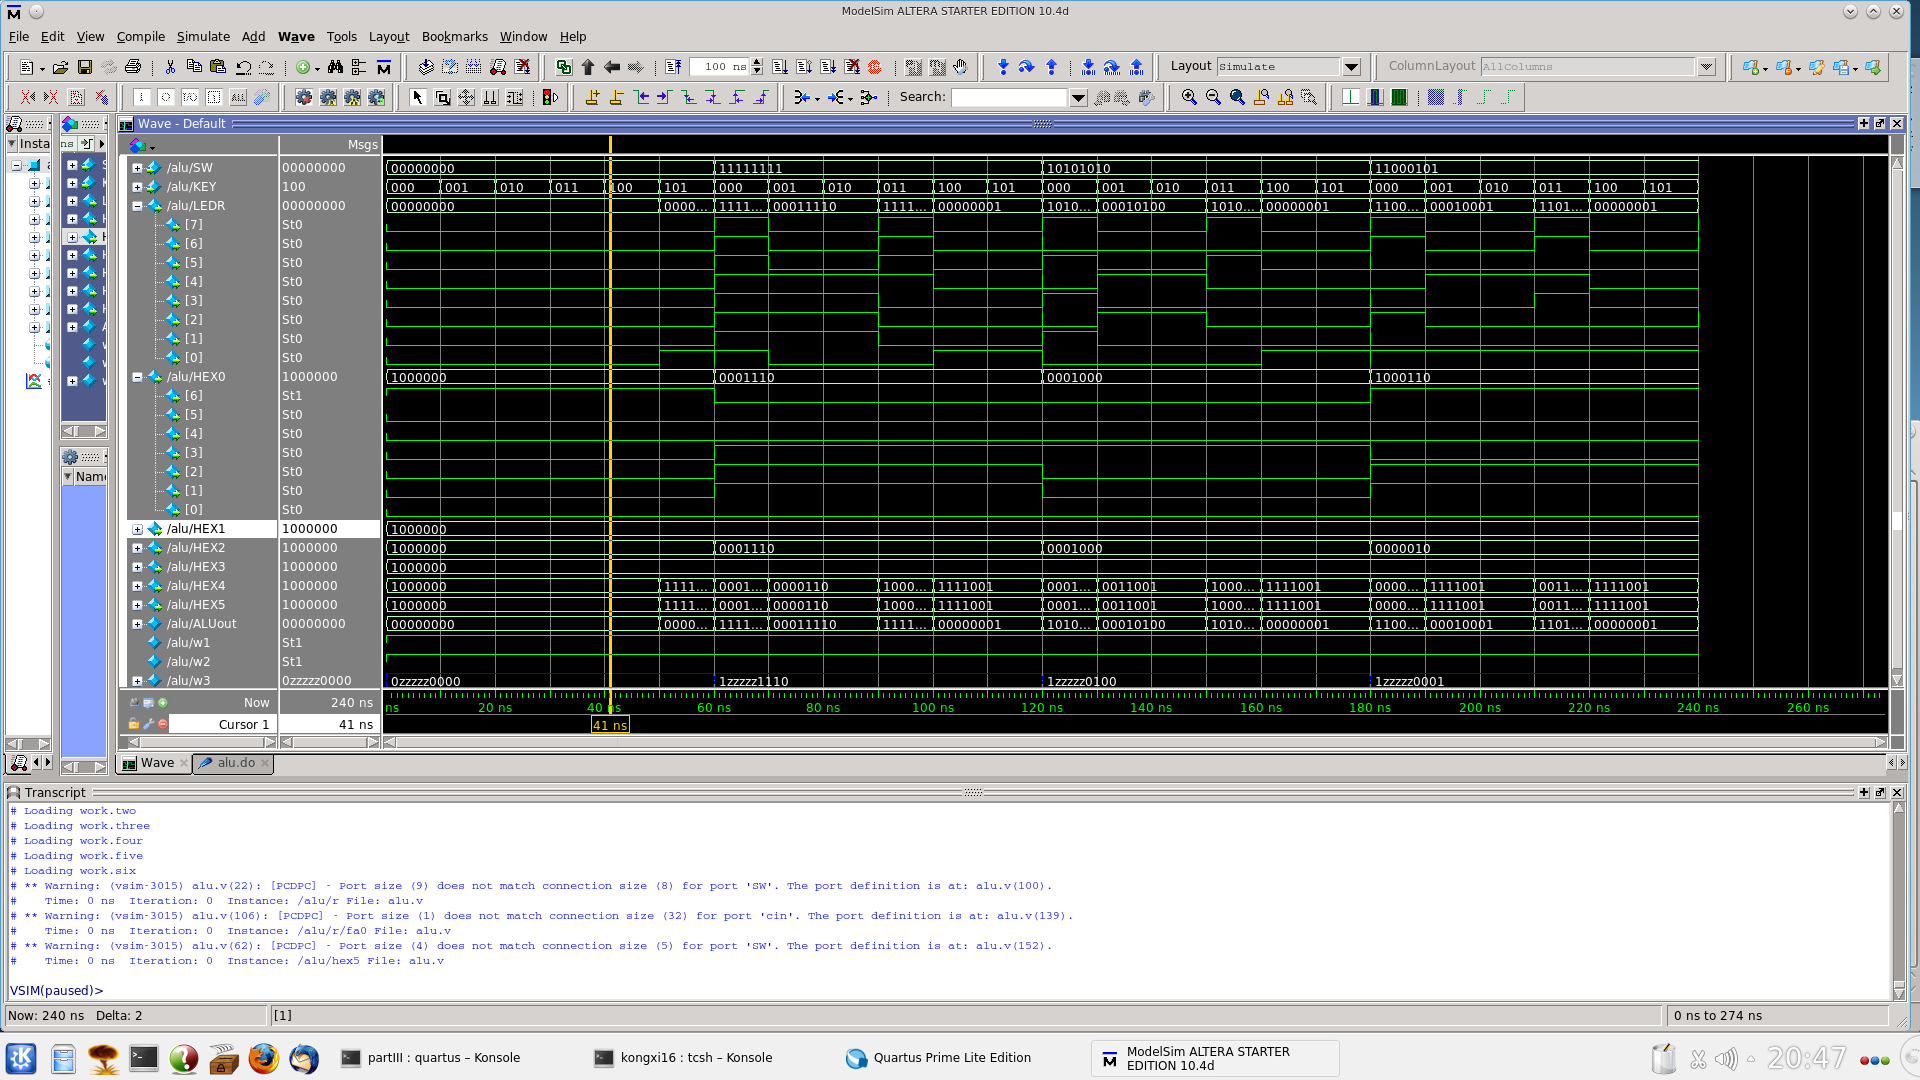 ModelSim ALTERA STARTER EDITION 10.4d
File Edit View Compile Simulate Add Wave Tools Layout Bookmarks Window Help
100 ns Layout Simulate ColumnLayout AllColumns
Search:
Wave - Default
Insta
ns
Msgs
/alu/SW 00000000 00000000 11111111 10101010 11000101
/alu/KEY 100 000 001 010 011 100 101 000 001 010 011 100 101 000 001 010 011 100 101 000 001 010 011 100 101
/alu/LEDR 00000000 00000000 0000... 1111... 00011110 1111... 00000001 1010... 00010100 1010... 00000001 1100... 00010001 1101... 00000001
[7] St0
[6] St0
[5] St0
[4] St0
[3] St0
[2] St0
[1] St0
[0] St0
/alu/HEX0 1000000 1000000 0001110 0001000 1000110
[6] St1
[5] St0
[4] St0
[3] St0
[2] St0
[1] St0
[0] St0
/alu/HEX1 1000000 1000000
/alu/HEX2 1000000 1000000 0001110 0001000 0000010
/alu/HEX3 1000000 1000000
/alu/HEX4 1000000 1000000 1111... 0001... 0000110 1000... 1111001 0001... 0011001 1000... 1111001 0000... 1111001 0011... 1111001
/alu/HEX5 1000000 1000000 1111... 0001... 0000110 1000... 1111001 0001... 0011001 1000... 1111001 0000... 1111001 0011... 1111001
/alu/ALUout 00000000 00000000 0000... 1111... 00011110 1111... 00000001 1010... 00010100 1010... 00000001 1100... 00010001 1101... 00000001
/alu/w1 St1
/alu/w2 St1
/alu/w3 0zzzzz0000 0zzzzz0000 1zzzzz1110 1zzzzz0100 1zzzzz0001
Name
Now 240 ns ns 20 ns 40 ns 60 ns 80 ns 100 ns 120 ns 140 ns 160 ns 180 ns 200 ns 220 ns 240 ns 260 ns
Cursor 1 41 ns 41 ns
Wave alu.do
Transcript
# Loading work.two
# Loading work.three
# Loading work.four
# Loading work.five
# Loading work.six
# ** Warning: (vsim-3015) alu.v(22): [PCDPC] - Port size (9) does not match connection size (8) for port 'SW'. The port definition is at: alu.v(100).
#    Time: 0 ns  Iteration: 0  Instance: /alu/r File: alu.v
# ** Warning: (vsim-3015) alu.v(106): [PCDPC] - Port size (1) does not match connection size (32) for port 'cin'. The port definition is at: alu.v(139).
#    Time: 0 ns  Iteration: 0  Instance: /alu/r/fa0 File: alu.v
# ** Warning: (vsim-3015) alu.v(62): [PCDPC] - Port size (4) does not match connection size (5) for port 'SW'. The port definition is at: alu.v(152).
#    Time: 0 ns  Iteration: 0  Instance: /alu/hex5 File: alu.v
VSIM(paused)>
Now: 240 ns Delta: 2 [1] 0 ns to 274 ns
partIII : quartus – Konsole
kongxi16 : tcsh – Konsole
Quartus Prime Lite Edition
ModelSim ALTERA STARTER
EDITION 10.4d
20:47